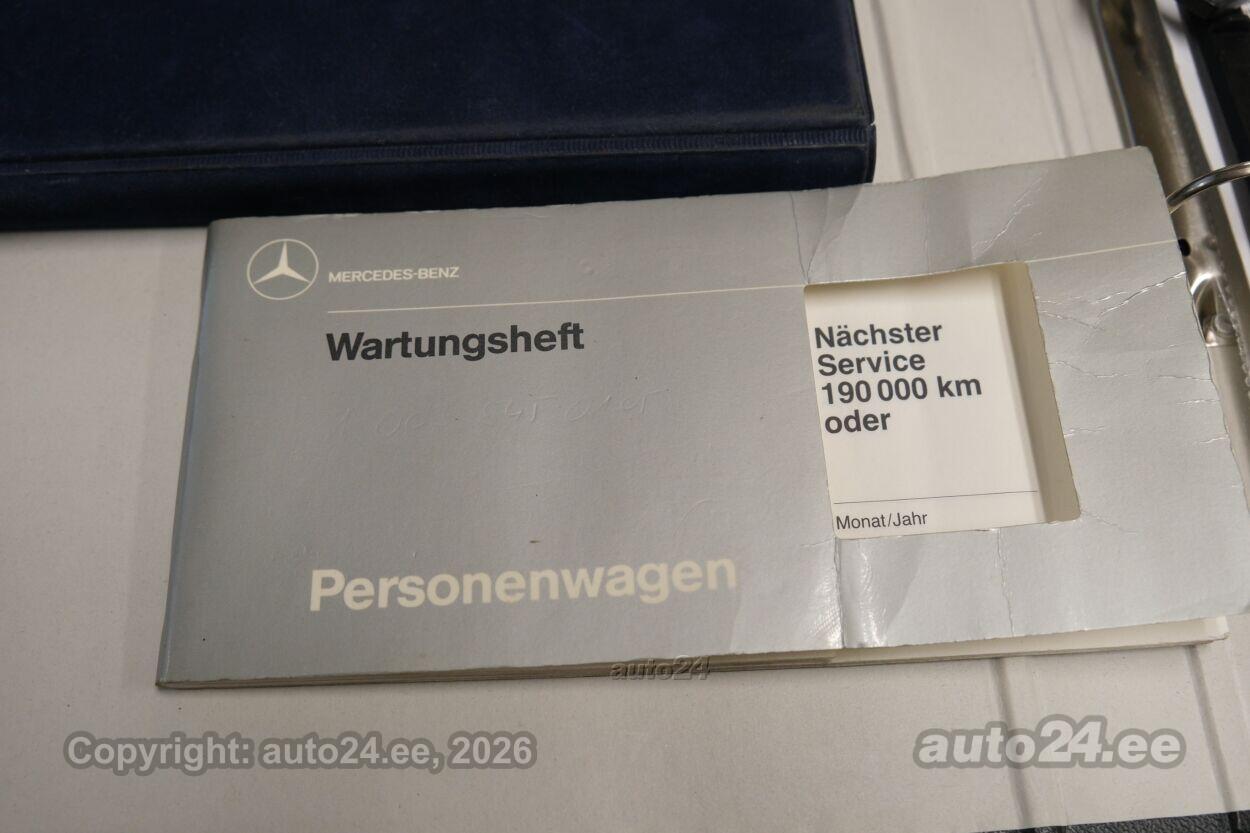 MERCEDES-BENZ
Wartungsheft
Nächster
Service
190 000 km
oder
Monat/Jahr
Personenwagen
auto24
Copyright: auto24.ee, 2026
auto24.ee